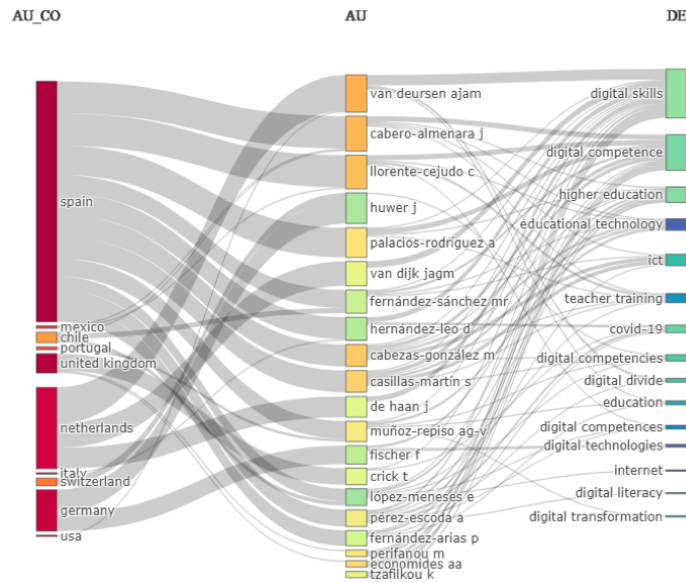 AU_CO AU DE
spain
mexico
chile
portugal
united kingdom
netherlands
italy
switzerland
germany
usa
van deursen ajam
cabero-almenara j
llorente-cejudo c
huwer j
palacios-rodríguez a
van dijk jagm
fernández-sánchez mr
hernández-leo d
cabezas-gonzález m
casillas-martín s
de haan j
muñoz-repiso ag-v
fischer f
crick t
lópez-meneses e
pérez-escoda a
fernández-arias p
perifanou m
economides aa
tzafilkou k
digital skills
digital competence
higher education
educational technology
ict
teacher training
covid-19
digital competencies
digital divide
education
digital competences
digital technologies
internet
digital literacy
digital transformation